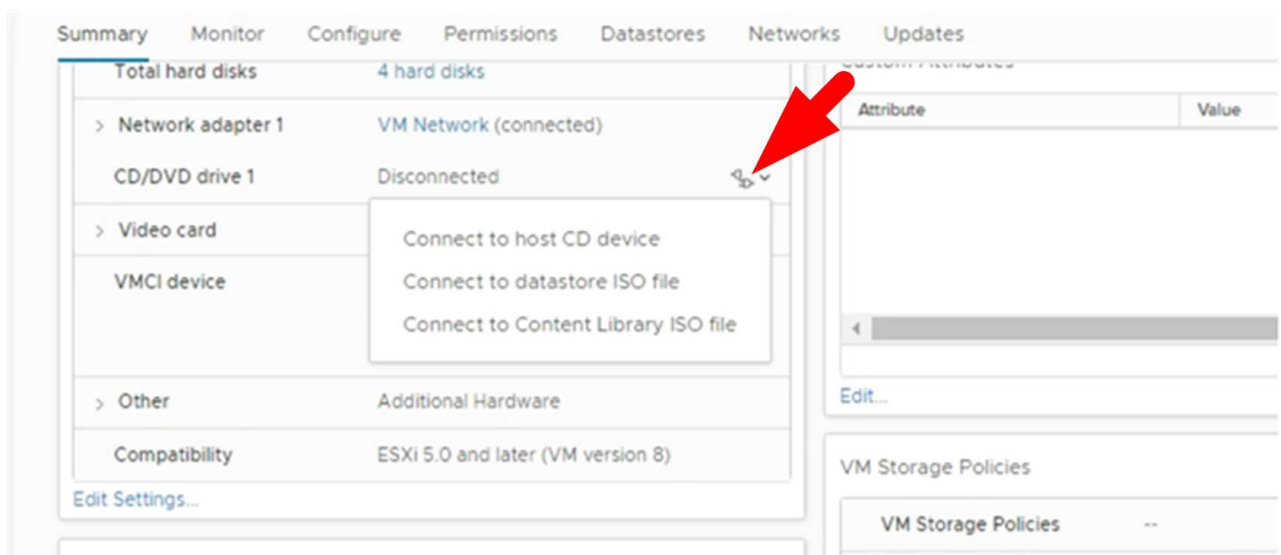 Summary Monitor Configure Permissions Datastores Networks Updates
Total hard disks 4 hard disks
> Network adapter 1 VM Network (connected)
CD/DVD drive 1 Disconnected
> Video card
Connect to host CD device
VMCI device
Connect to datastore ISO file
Connect to Content Library ISO file
> Other Additional Hardware
Compatibility ESXi 5.0 and later (VM version 8)
Edit Settings...
Custom Attributes
Attribute Value
Edit...
VM Storage Policies
VM Storage Policies --